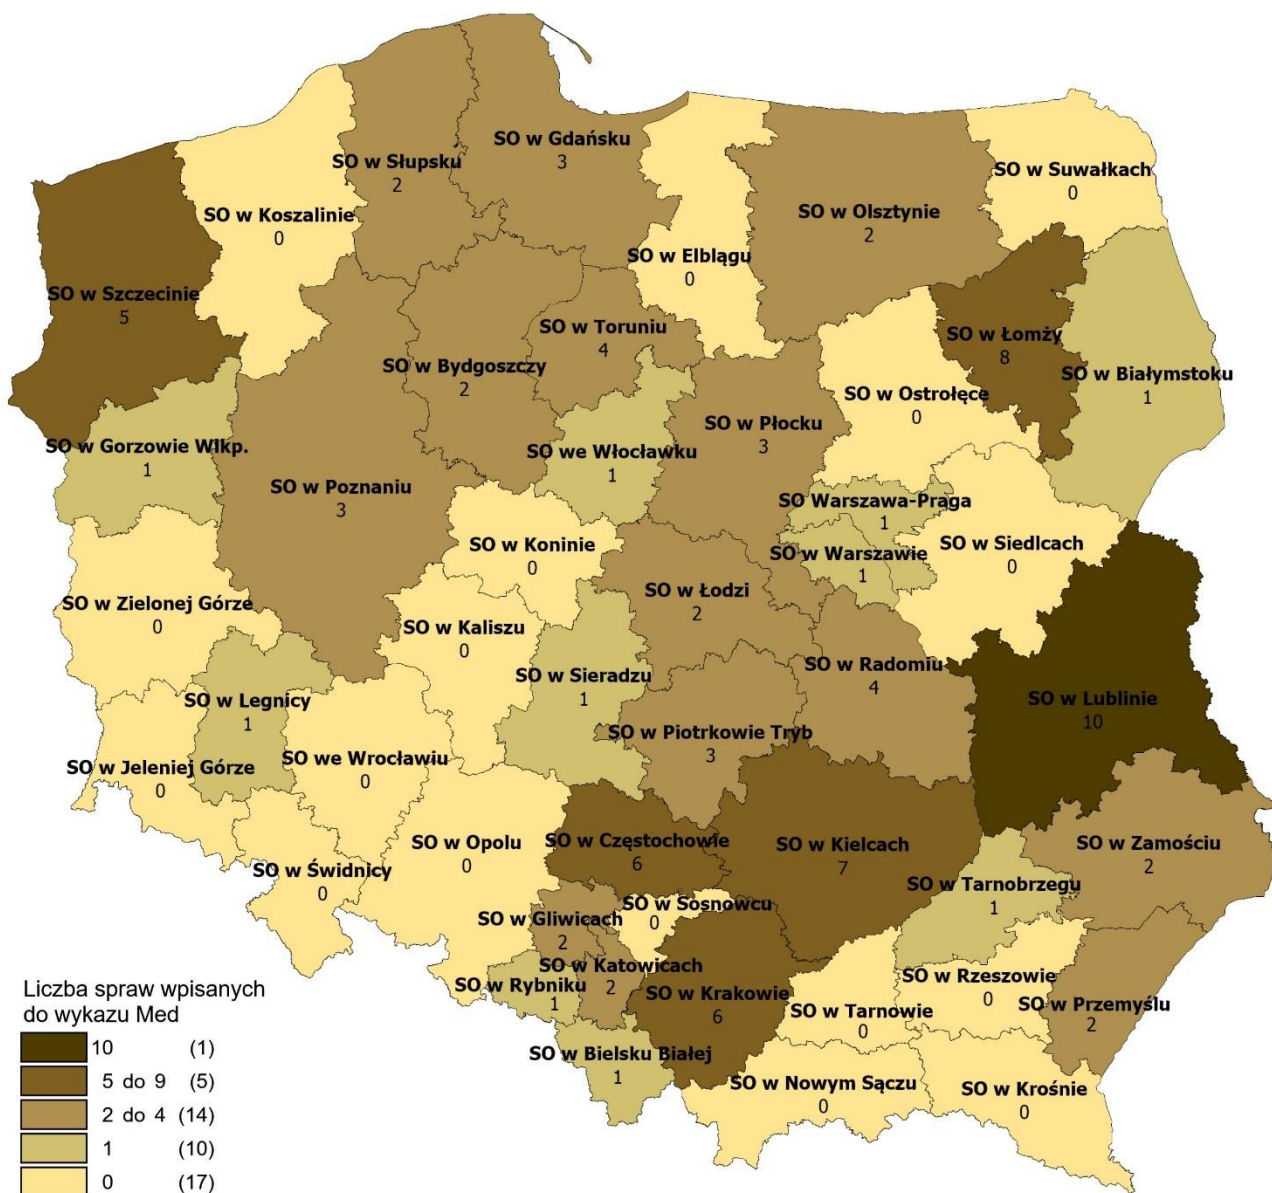 SO w Gdańsku
3
SO w Słupsku
2
SO w Suwałkach
0
SO w Koszalinie
0
SO w Olsztynie
2
SO w Elblągu
0
SO w Szczecinie
5
SO w Toruniu
4
SO w Łomży
8
SO w Bydgoszczy
2
SO w Białymstoku
1
SO w Ostrołęce
0
SO w Płocku
3
SO w Gorzowie Wlkp.
1
SO we Włocławku
1
SO w Poznaniu
3
SO Warszawa-Praga
1
SO w Koninie
0
SO w Siedlcach
0
SO w Warszawie
1
SO w Łodzi
2
SO w Zielonej Górze
0
SO w Kaliszu
0
SO w Radomiu
4
SO w Sieradzu
1
SO w Legnicy
1
SO w Lublinie
10
SO w Piotrkowie Tryb
3
SO we Wrocławiu
0
SO w Jeleniej Górze
0
SO w Opolu
0
SO w Częstochowie
6
SO w Kielcach
7
SO w Zamościu
2
SO w Świdnicy
0
SO w Tarnobrzegu
1
SO w Sosnowcu
0
SO w Gliwicach
2
SO w Katowicach
2
SO w Rzeszowie
0
SO w Rybniku
1
SO w Krakowie
6
SO w Przemyślu
2
SO w Tarnowie
0
SO w Bielsku Białej
1
SO w Nowym Sączu
0
SO w Krośnie
0
Liczba spraw wpisanych
do wykazu Med
10 (1)
5 do 9 (5)
2 do 4 (14)
1 (10)
0 (17)